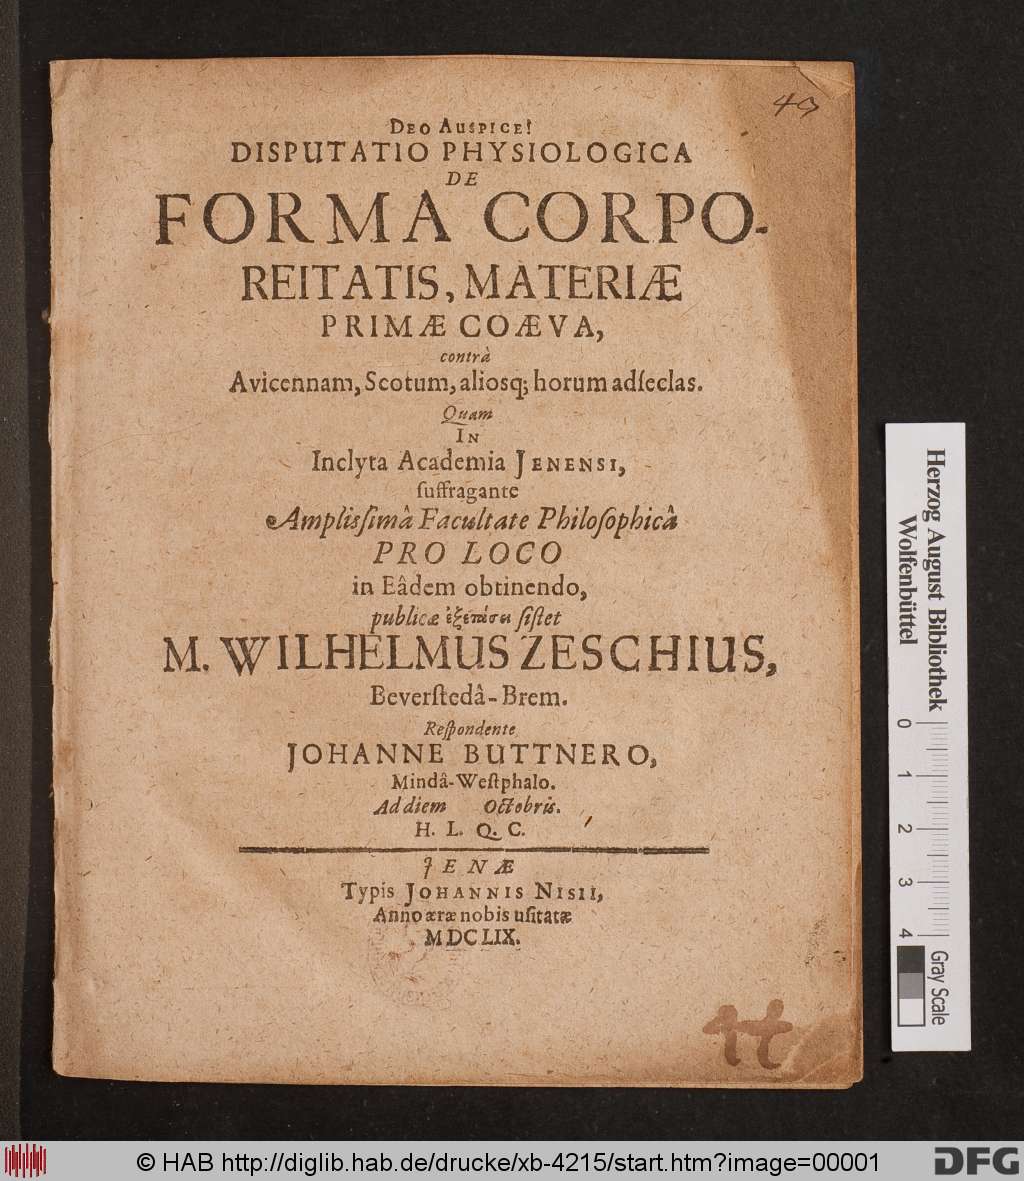 49
DEO AUSPICE!
DISPUTATIO PHYSIOLOGICA
DE
FORMA CORPO-
REITATIS, MATERIÆ
PRIMÆ COÆVA,
contrà
Avicennam, Scotum, aliosq; horum adſeclas.
Quam
IN
Inclyta Academia JENENSI,
ſuffragante
Amplisſimâ Facultate Philoſophicâ
PRO LOCO
in Eâdem obtinendo,
publicæ ἐξετάσει ſiſtet
M. WILHELMUS ZESCHIUS,
Beverſtedâ-Brem.
Reſpondente
JOHANNE BUTTNERO,
Mindâ-Weſtphalo.
Ad diem Octobris.
H. L. Q. C.
JENÆ
Typis JOHANNIS NISII,
Anno æræ nobis uſitatæ
MDCLIX.
Herzog August Bibliothek
Wolfenbüttel
0 1 2 3 4
Gray Scale
© HAB http://diglib.hab.de/drucke/xb-4215/start.htm?image=00001
DFG